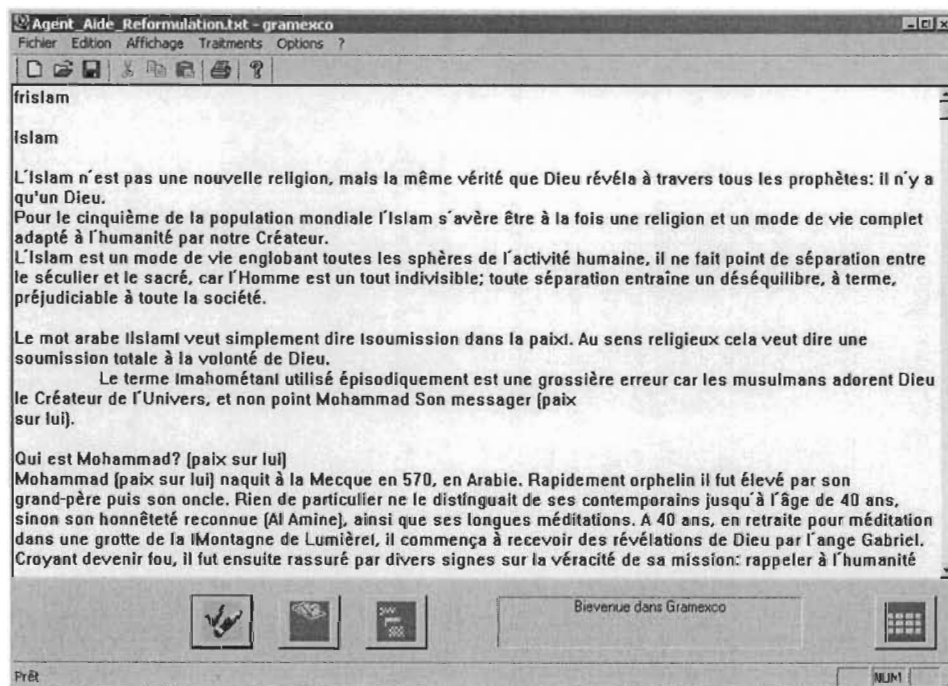 Agent_Aide_Reformulation.txt - gramexco
Fichier Edition Affichage Traitments Options ?
frislam
Islam
L'Islam n'est pas une nouvelle religion, mais la même vérité que Dieu révéla à travers tous les prophètes: il n'y a
qu'un Dieu.
Pour le cinquième de la population mondiale l'Islam s'avère être à la fois une religion et un mode de vie complet
adapté à l'humanité par notre Créateur.
L'Islam est un mode de vie englobant toutes les sphères de l'activité humaine, il ne fait point de séparation entre
le séculier et le sacré, car l'Homme est un tout indivisible; toute séparation entraîne un déséquilibre, à terme,
préjudiciable à toute la société.
Le mot arabe lIslaml veut simplement dire lsoumission dans la paixl. Au sens religieux cela veut dire une
soumission totale à la volonté de Dieu.
Le terme lmahométanl utilisé épisodiquement est une grossière erreur car les musulmans adorent Dieu
le Créateur de l'Univers, et non point Mohammad Son messager (paix
sur lui).
Qui est Mohammad? (paix sur lui)
Mohammad (paix sur lui) naquit à la Mecque en 570, en Arabie. Rapidement orphelin il fut élevé par son
grand-père puis son oncle. Rien de particulier ne le distinguait de ses contemporains jusqu'à l'âge de 40 ans,
sinon son honnêteté reconnue (Al Amine), ainsi que ses longues méditations. A 40 ans, en retraite pour méditation
dans une grotte de la lMontagne de Lumièrel, il commença à recevoir des révélations de Dieu par l'ange Gabriel.
Croyant devenir fou, il fut ensuite rassuré par divers signes sur la véracité de sa mission: rappeler à l'humanité
Bievenue dans Gramexco
Prêt
NUM